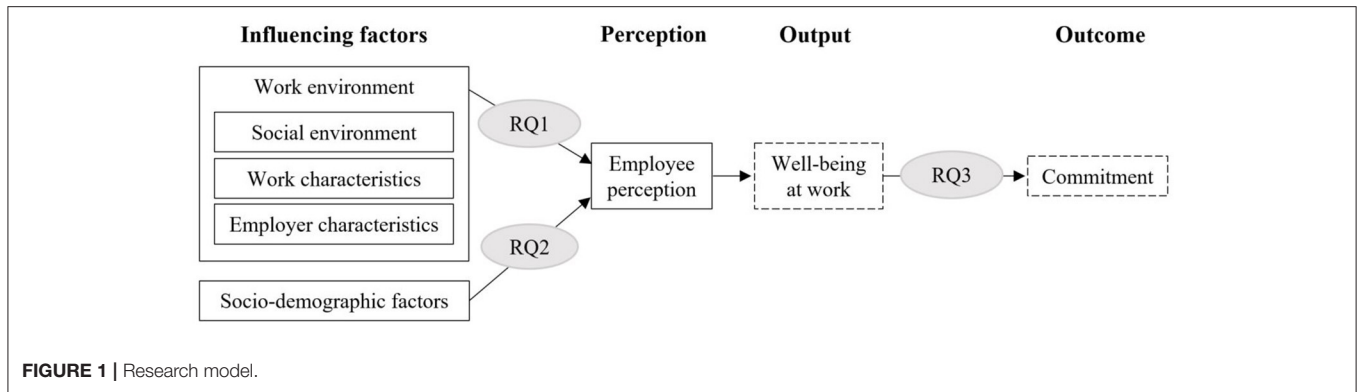 Influencing factors
Perception
Output
Outcome
Work environment
Social environment
Work characteristics
Employer characteristics
Socio-demographic factors
RQ1
RQ2
Employee
perception
Well-being
at work
RQ3
Commitment
FIGURE 1 | Research model.